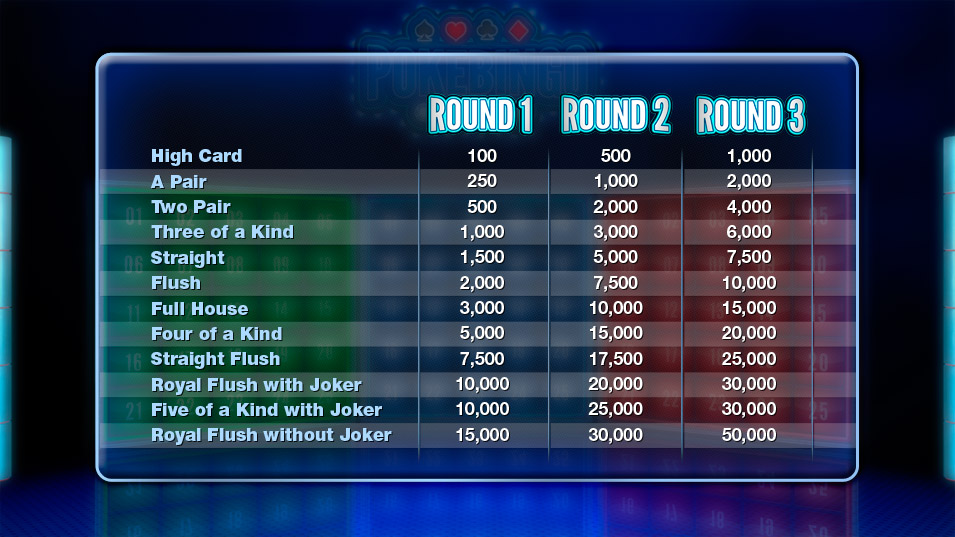 POKERINGO
ROUND 1 ROUND 2 ROUND 3
High Card 100 500 1,000
A Pair 250 1,000 2,000
Two Pair 500 2,000 4,000
Three of a Kind 1,000 3,000 6,000
Straight 1,500 5,000 7,500
Flush 2,000 7,500 10,000
Full House 3,000 10,000 15,000
Four of a Kind 5,000 15,000 20,000
Straight Flush 7,500 17,500 25,000
Royal Flush with Joker 10,000 20,000 30,000
Five of a Kind with Joker 10,000 25,000 30,000
Royal Flush without Joker 15,000 30,000 50,000